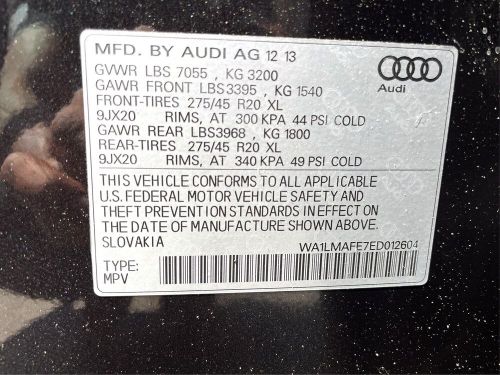 MFD. BY AUDI AG 12 13
GVWR LBS 7055 , KG 3200
GAWR FRONT LBS3395 , KG 1540
FRONT-TIRES 275/45 R20 XL
9JX20 RIMS, AT 300 KPA 44 PSI COLD
GAWR REAR LBS3968 , KG 1800
REAR-TIRES 275/45 R20 XL
9JX20 RIMS, AT 340 KPA 49 PSI COLD
Audi
THIS VEHICLE CONFORMS TO ALL APPLICABLE
U.S. FEDERAL MOTOR VEHICLE SAFETY AND
THEFT PREVENTION STANDARDS IN EFFECT ON
THE DATE OF MANUFACTURE SHOWN ABOVE.
SLOVAKIA WA1LMAFE7ED012604
TYPE:
MPV